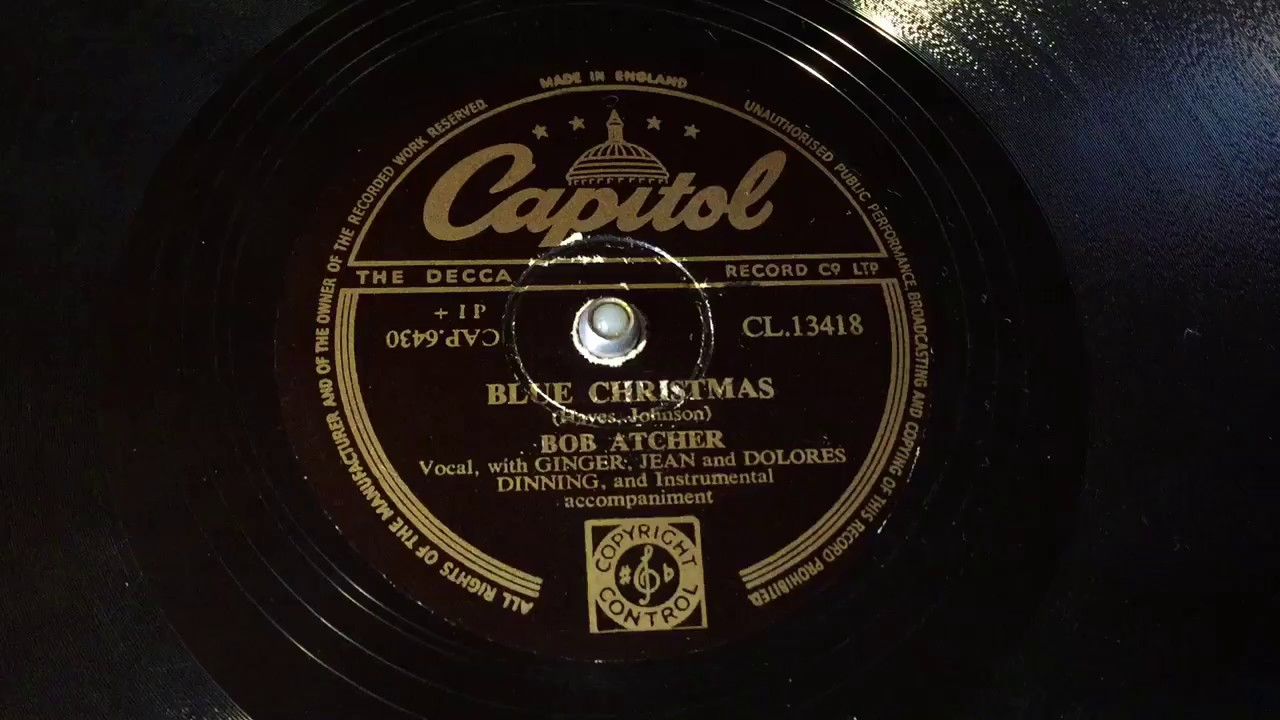 MADE IN ENGLAND
ALL RIGHTS OF THE MANUFACTURER AND OF THE OWNER OF THE RECORDED WORK RESERVED.
UNAUTHORISED PUBLIC PERFORMANCE, BROADCASTING AND COPYING OF THIS RECORD PROHIBITED
Capitol
THE DECCA RECORD CO LTD
CAP.6430
CL.13418
BLUE CHRISTMAS
(Hayes, Johnson)
BOB ATCHER
Vocal, with GINGER, JEAN and DOLORES
DINNING, and Instrumental
accompaniment
COPYRIGHT
CONTROL